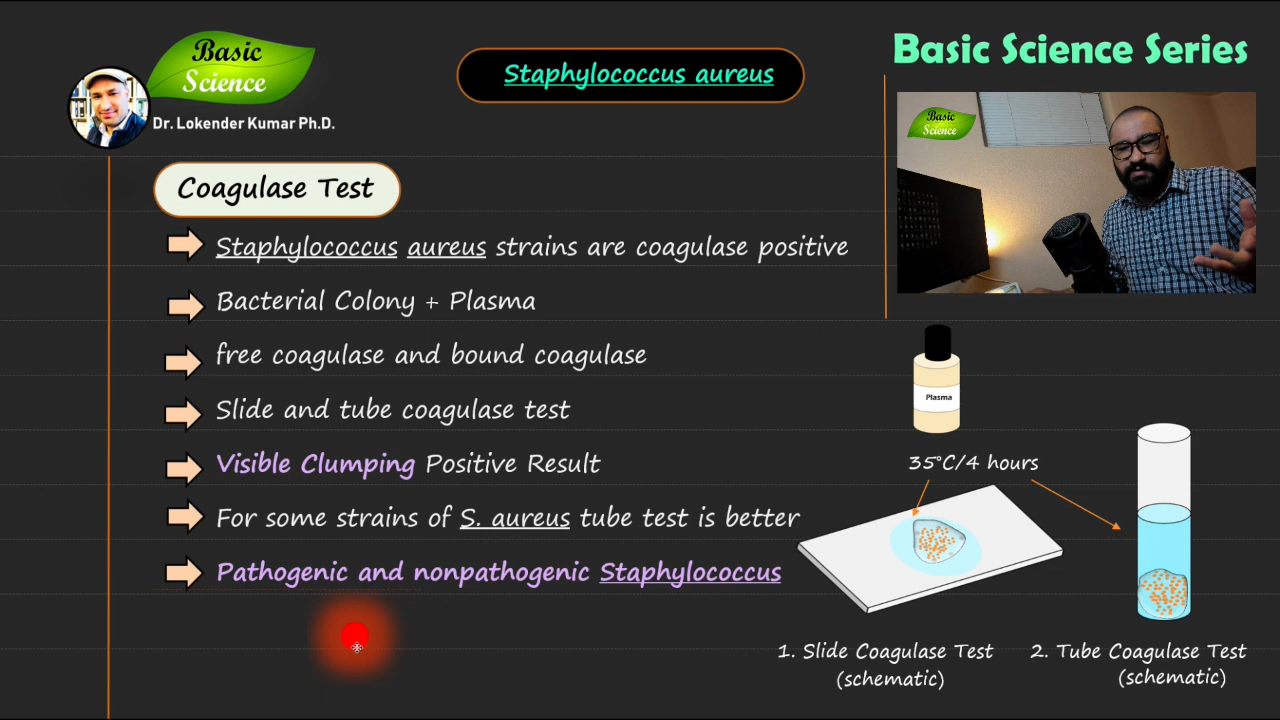 Basic
Science
Dr. Lokender Kumar Ph.D.
Staphylococcus aureus
Basic Science Series
Basic
Science
Coagulase Test
Staphylococcus aureus strains are coagulase positive
Bacterial Colony + Plasma
free coagulase and bound coagulase
Slide and tube coagulase test
Visible Clumping Positive Result
For some strains of S. aureus tube test is better
Pathogenic and nonpathogenic Staphylococcus
Plasma
35°C/4 hours
1. Slide Coagulase Test
(schematic)
2. Tube Coagulase Test
(schematic)